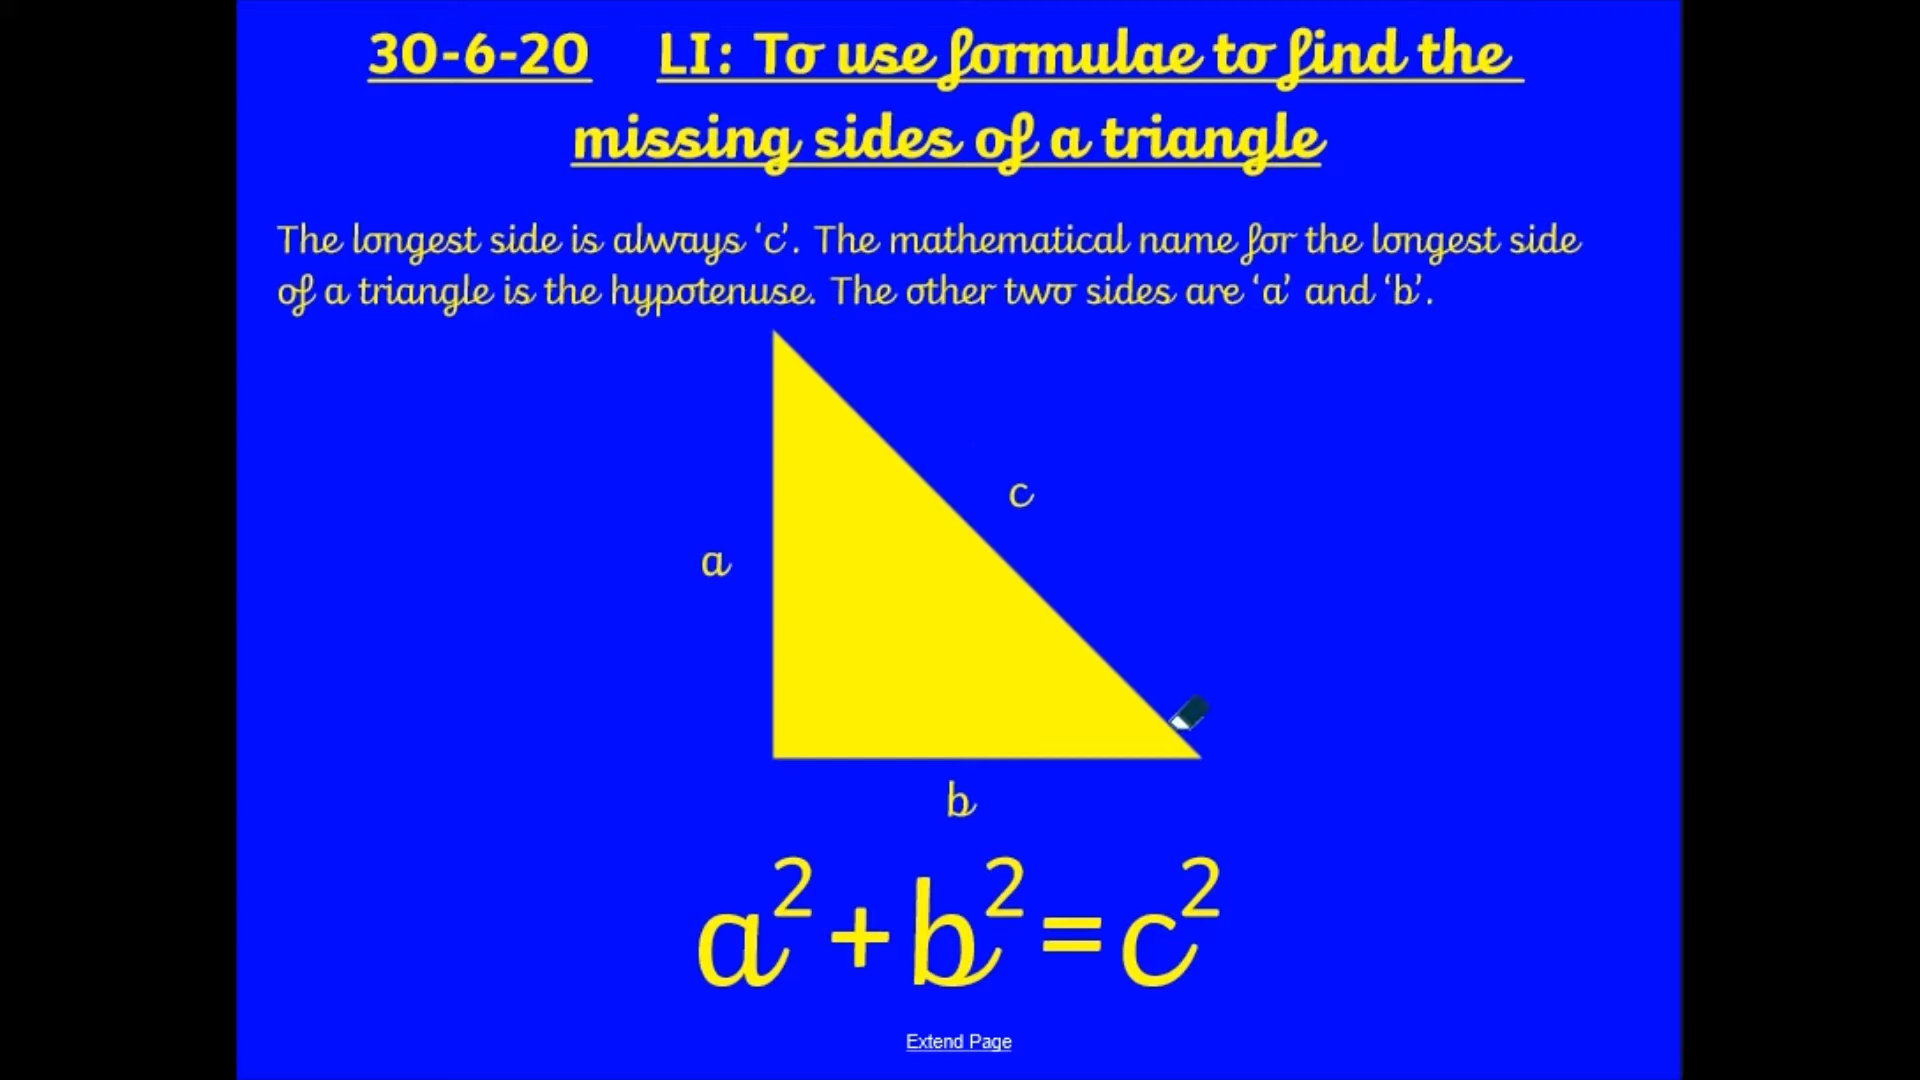 30-6-20 LI: To use formulae to find the
missing sides of a triangle
The longest side is always ‘c’. The mathematical name for the longest side
of a triangle is the hypotenuse. The other two sides are ‘a’ and ‘b’.
c
a
b
a²+b²=c²
Extend Page